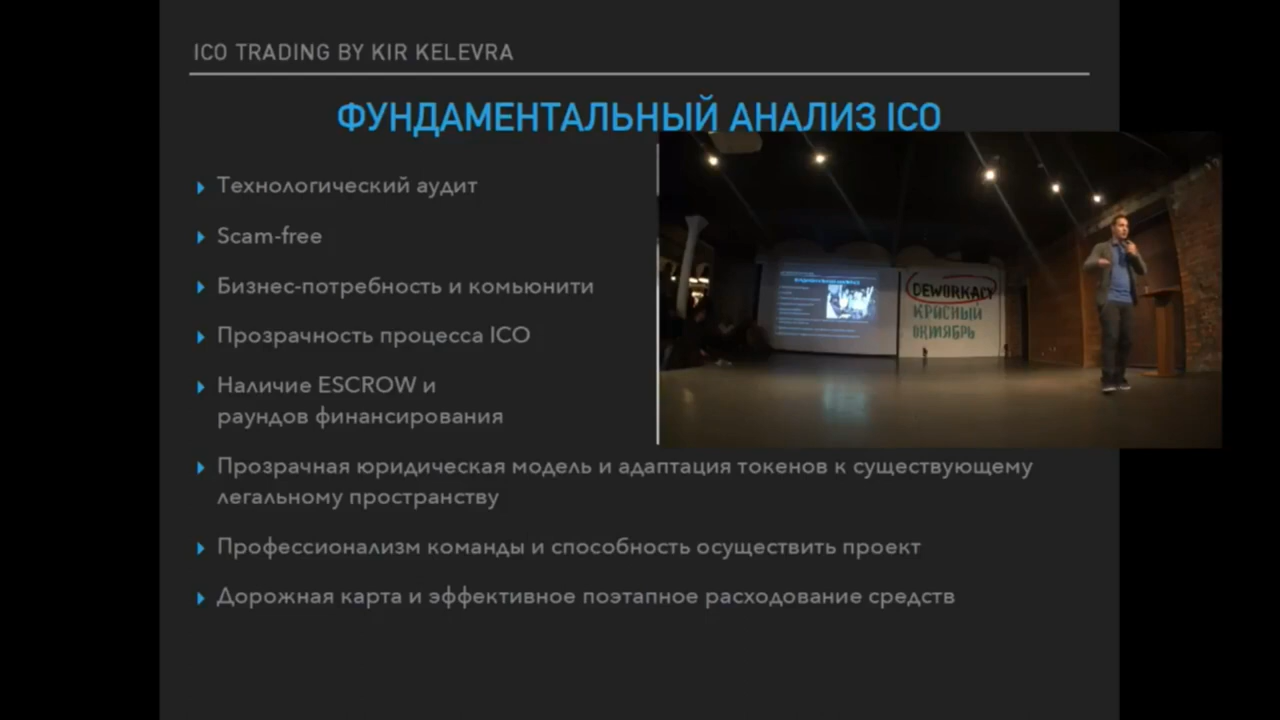 ICO TRADING BY KIR KELEVRA
ФУНДАМЕНТАЛЬНЫЙ АНАЛИЗ ICO
Технологический аудит
Scam-free
Бизнес-потребность и комьюнити
Прозрачность процесса ICO
Наличие ESCROW и
раундов финансирования
Прозрачная юридическая модель и адаптация токенов к существующему
легальному пространству
Профессионализм команды и способность осуществить проект
Дорожная карта и эффективное поэтапное расходование средств
DEWORKACY
КРАСНЫЙ
ОКТЯБРЬ